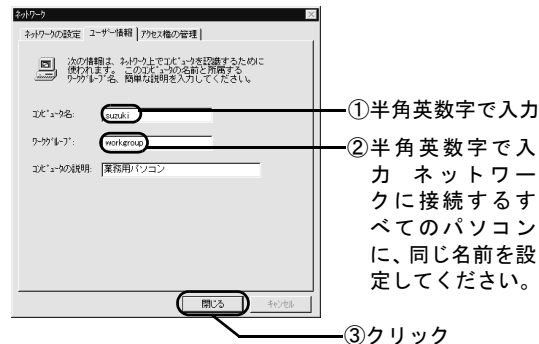 ネットワーク
ネットワークの設定 ユーザー情報 アクセス権の管理
次の情報は、ネットワーク上でコンピュータを認識するために
使われます。 このコンピュータの名前と所属する
ワークグループ名、簡単な説明を入力してください。
コンピュータ名: suzuki
ワークグループ: workgroup
コンピュータの説明: 業務用パソコン
閉じる キャンセル
①半角英数字で入力
②半角英数字で入
力 ネットワー
クに接続するす
べてのパソコン
に、同じ名前を設
定してください。
③クリック